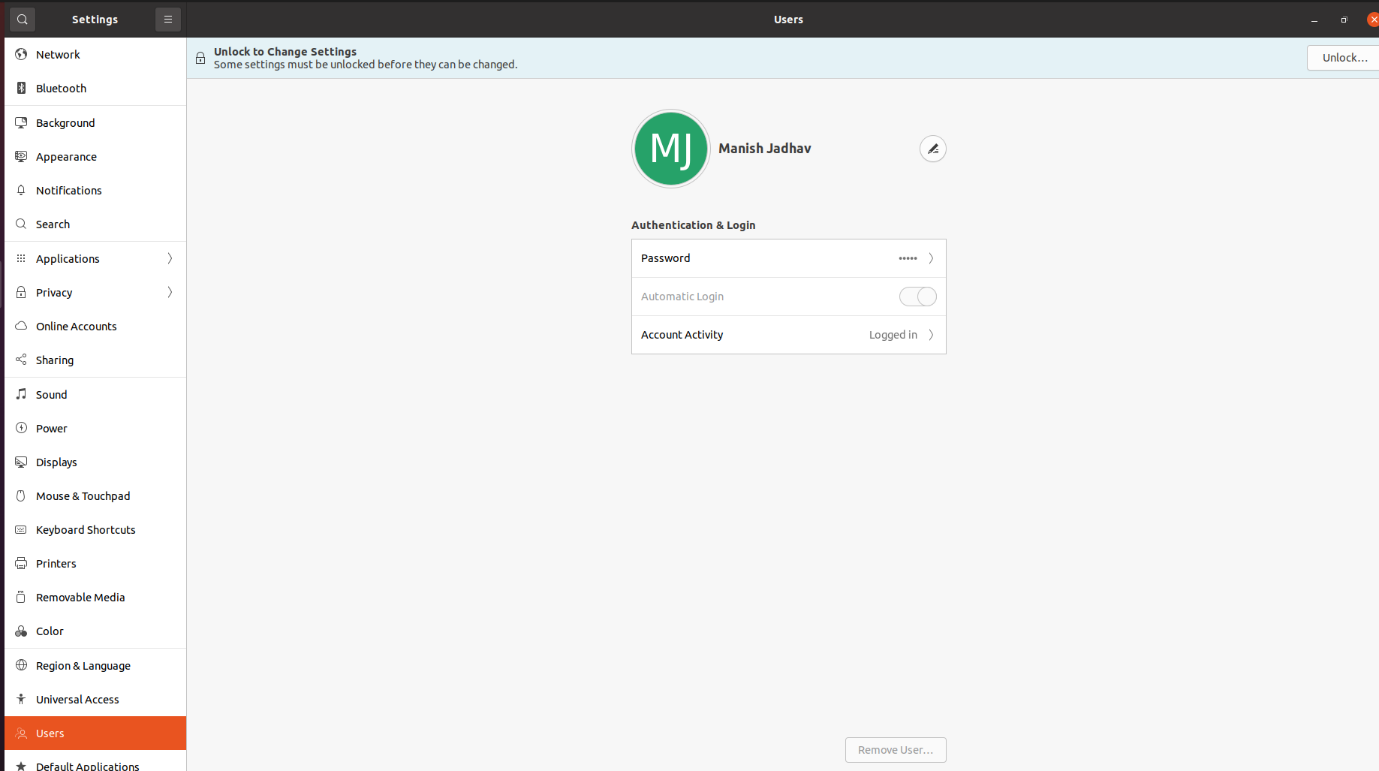 Settings
Users
Network
Bluetooth
Background
Appearance
Notifications
Search
Applications
Privacy
Online Accounts
Sharing
Sound
Power
Displays
Mouse & Touchpad
Keyboard Shortcuts
Printers
Removable Media
Color
Region & Language
Universal Access
Users
Default Applications
Unlock to Change Settings
Some settings must be unlocked before they can be changed.
Unlock…
MJ
Manish Jadhav
Authentication & Login
Password •••••
Automatic Login
Account Activity Logged in
Remove User…